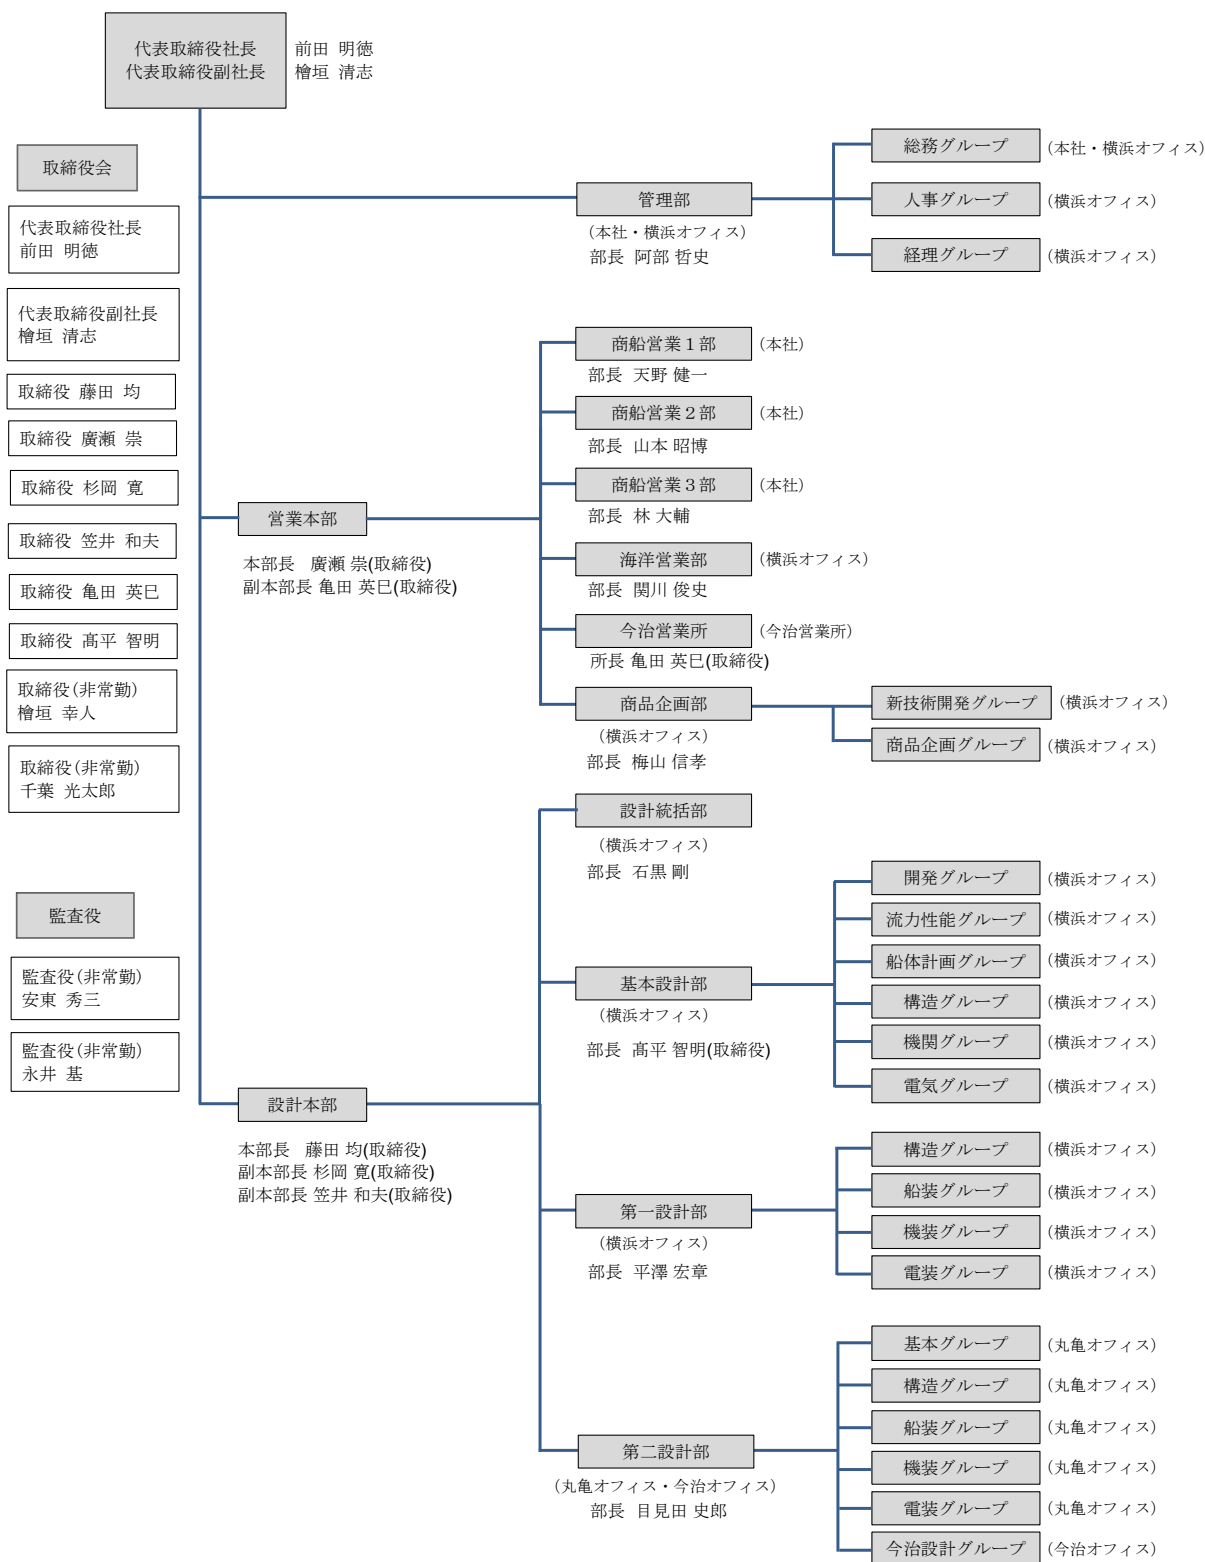 代表取締役社長 前田 明徳
代表取締役副社長 檜垣 清志
取締役会
代表取締役社長
前田 明徳
代表取締役副社長
檜垣 清志
取締役 藤田 均
取締役 廣瀬 崇
取締役 杉岡 寛
取締役 笠井 和夫
取締役 亀田 英巳
取締役 髙平 智明
取締役(非常勤)
檜垣 幸人
取締役(非常勤)
千葉 光太郎
監査役
監査役(非常勤)
安東 秀三
監査役(非常勤)
永井 基
管理部
（本社・横浜オフィス）
部長 阿部 哲史
総務グループ （本社・横浜オフィス）
人事グループ （横浜オフィス）
経理グループ （横浜オフィス）
営業本部
本部長 廣瀬 崇(取締役)
副本部長 亀田 英巳(取締役)
商船営業１部 （本社）
部長 天野 健一
商船営業２部 （本社）
部長 山本 昭博
商船営業３部 （本社）
部長 林 大輔
海洋営業部 （横浜オフィス）
部長 関川 俊史
今治営業所 （今治営業所）
所長 亀田 英巳(取締役)
商品企画部
（横浜オフィス）
部長 梅山 信孝
新技術開発グループ （横浜オフィス）
商品企画グループ （横浜オフィス）
設計本部
本部長 藤田 均(取締役)
副本部長 杉岡 寛(取締役)
副本部長 笠井 和夫(取締役)
設計統括部
（横浜オフィス）
部長 石黒 剛
基本設計部
（横浜オフィス）
部長 髙平 智明(取締役)
開発グループ （横浜オフィス）
流力性能グループ （横浜オフィス）
船体計画グループ （横浜オフィス）
構造グループ （横浜オフィス）
機関グループ （横浜オフィス）
電気グループ （横浜オフィス）
第一設計部
（横浜オフィス）
部長 平澤 宏章
構造グループ （横浜オフィス）
船装グループ （横浜オフィス）
機装グループ （横浜オフィス）
電装グループ （横浜オフィス）
第二設計部
（丸亀オフィス・今治オフィス）
部長 目見田 史郎
基本グループ （丸亀オフィス）
構造グループ （丸亀オフィス）
船装グループ （丸亀オフィス）
機装グループ （丸亀オフィス）
電装グループ （丸亀オフィス）
今治設計グループ （今治オフィス）